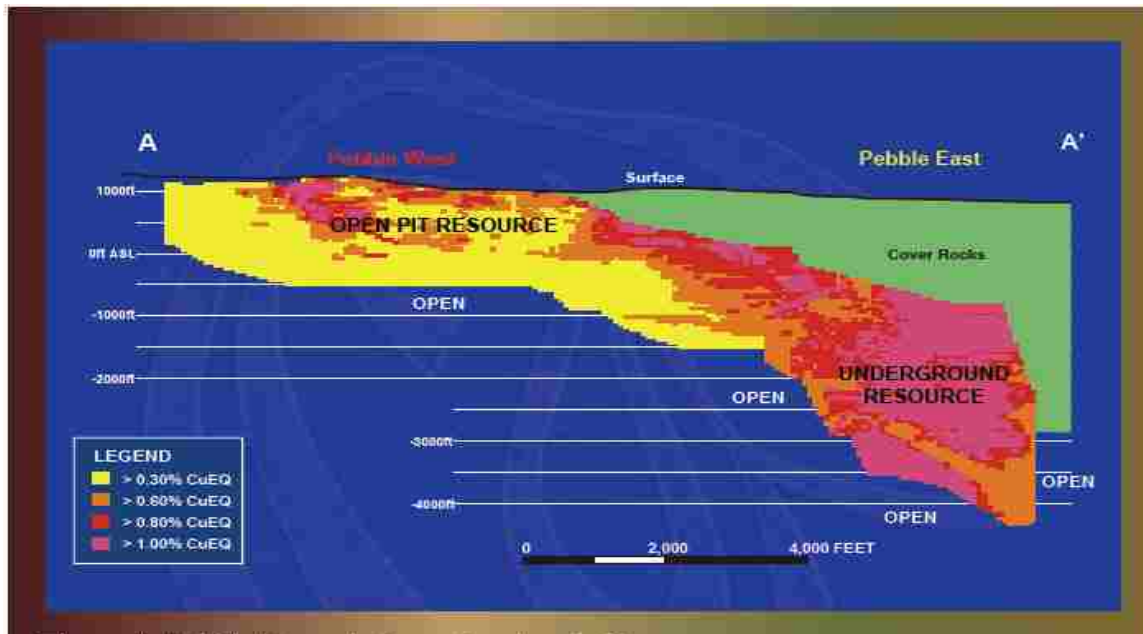 A
A'
Pebble West
Pebble East
Surface
1000ft
OPEN PIT RESOURCE
0ft ASL
Cover Rocks
OPEN
-1000ft
-2000ft
UNDERGROUND
RESOURCE
OPEN
-3000ft
LEGEND
> 0.30% CuEQ
> 0.60% CuEQ
> 0.80% CuEQ
> 1.00% CuEQ
OPEN
-4000ft
OPEN
0 2,000 4,000 FEET